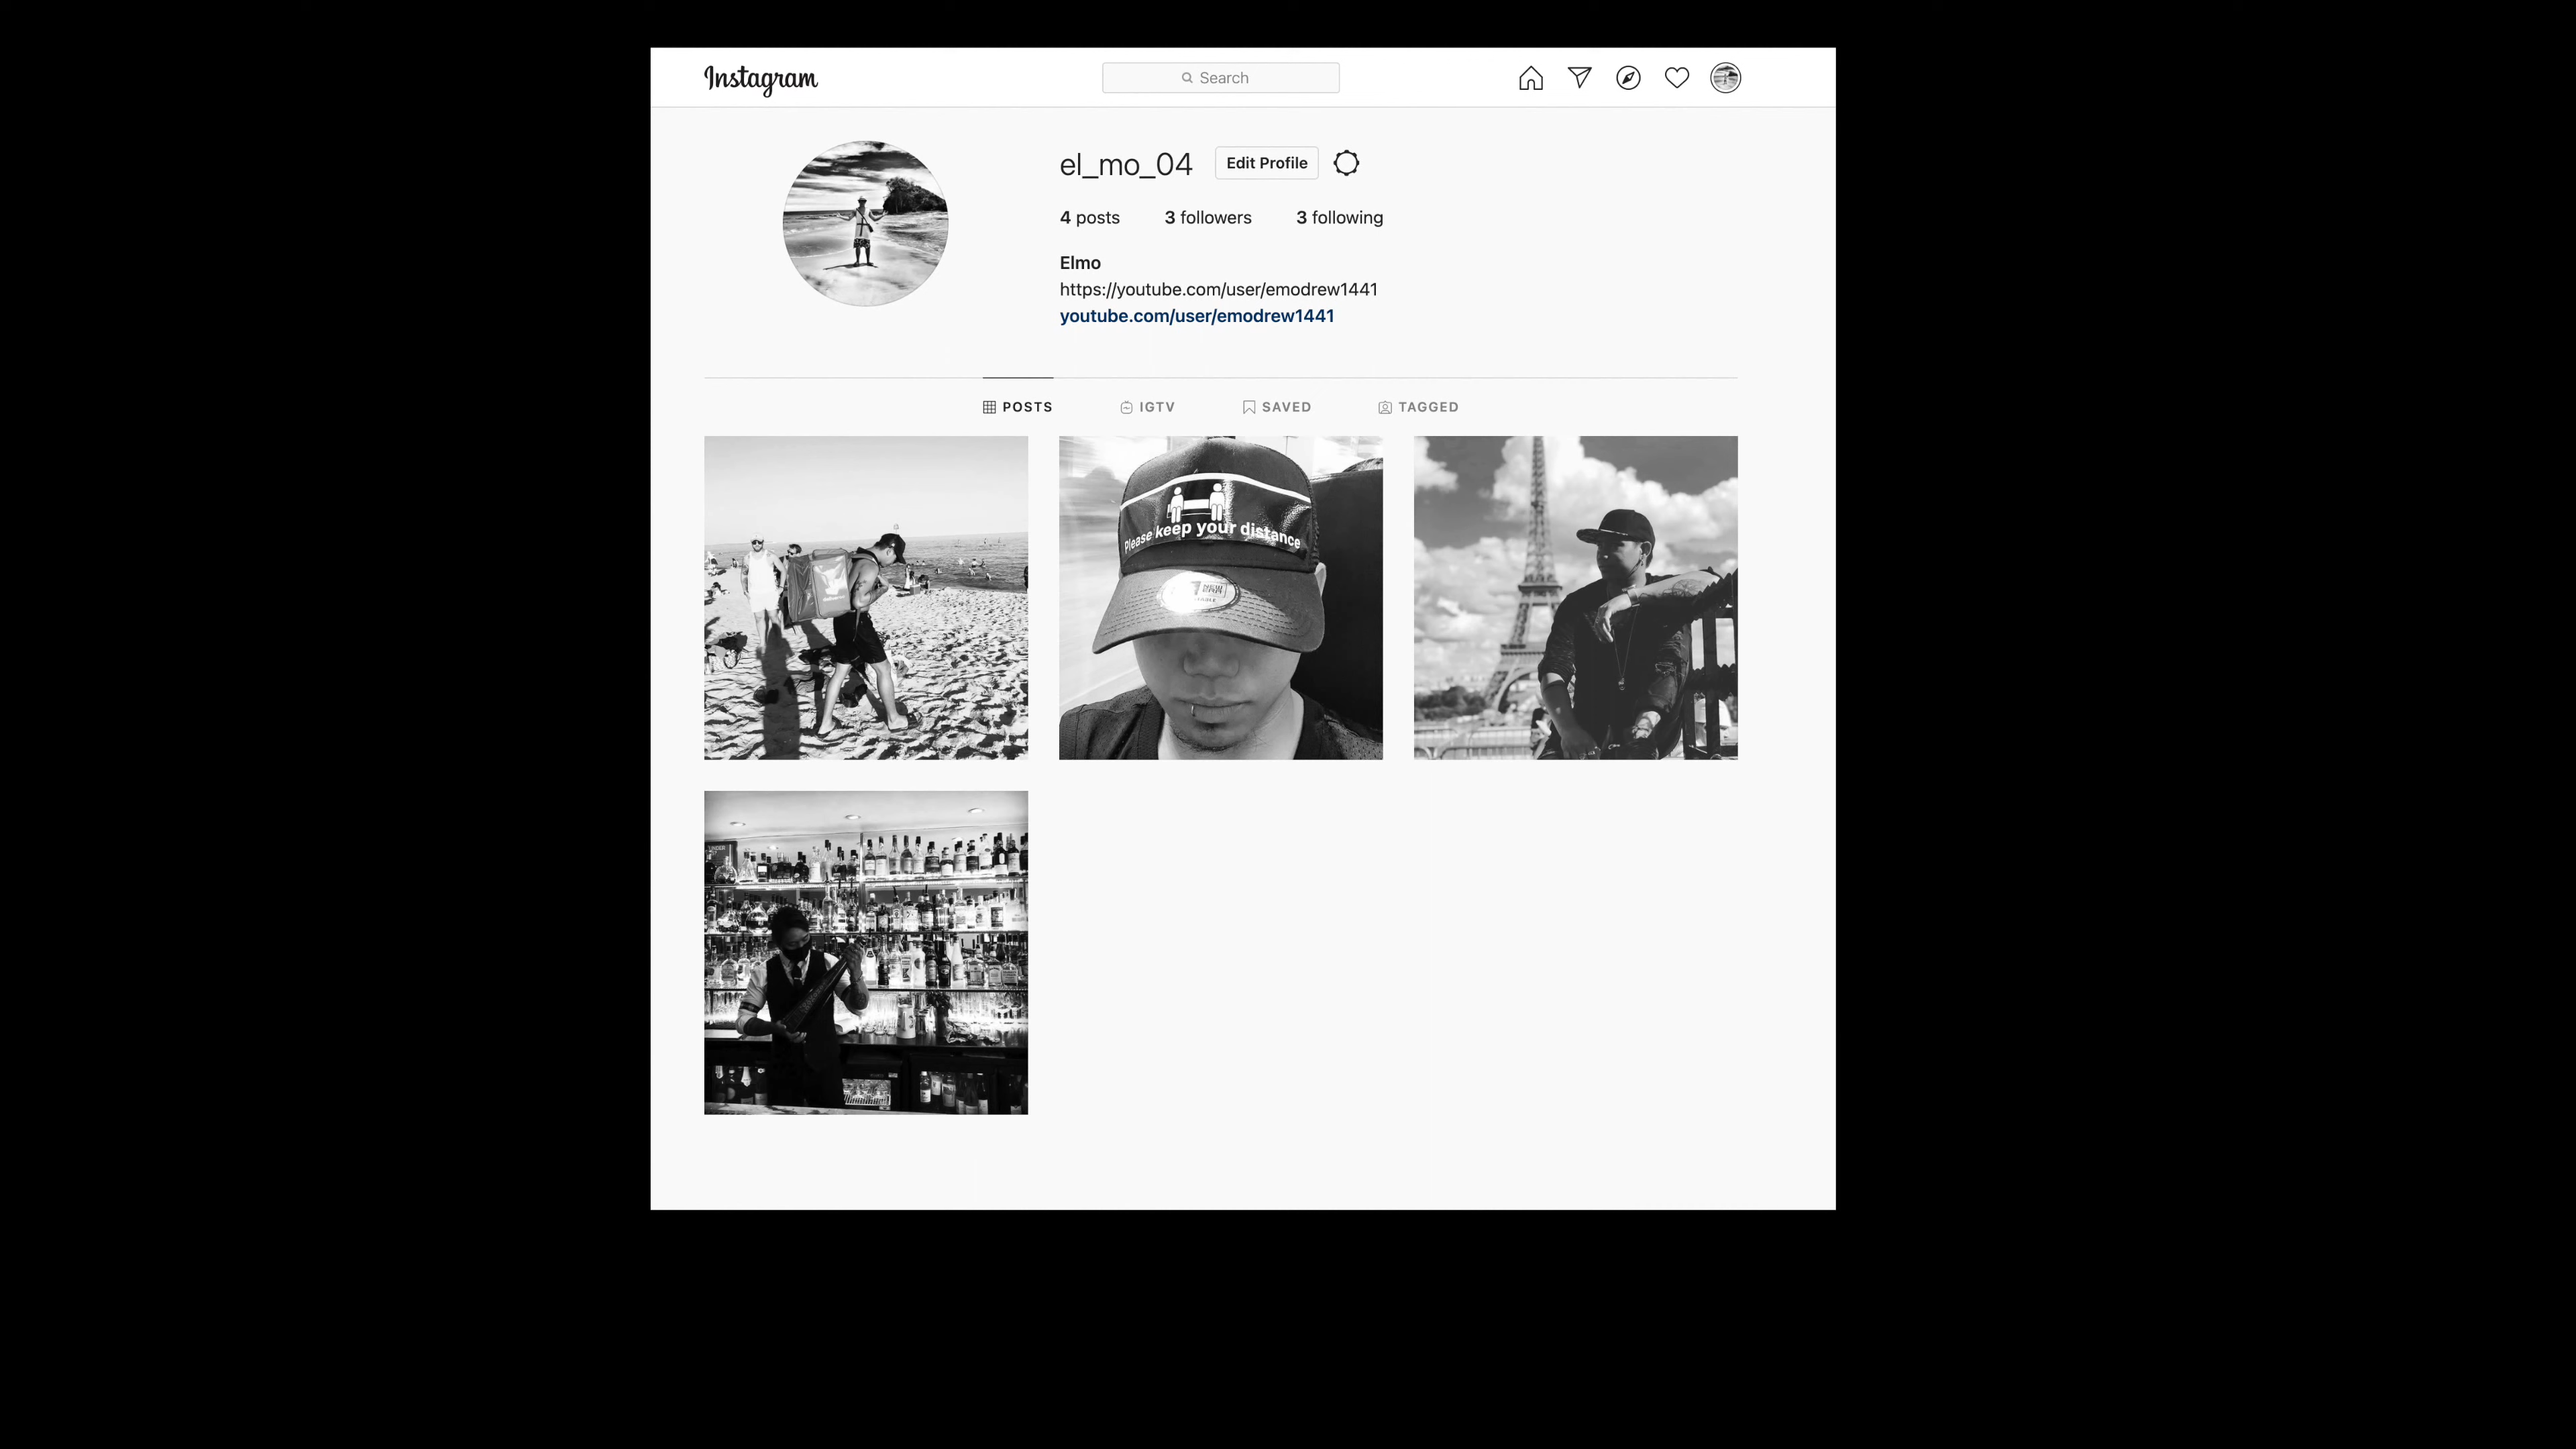 Instagram
Search
el_mo_04 Edit Profile
4 posts 3 followers 3 following
Elmo
https://youtube.com/user/emodrew1441
youtube.com/user/emodrew1441
POSTS IGTV SAVED TAGGED
Please keep your distance